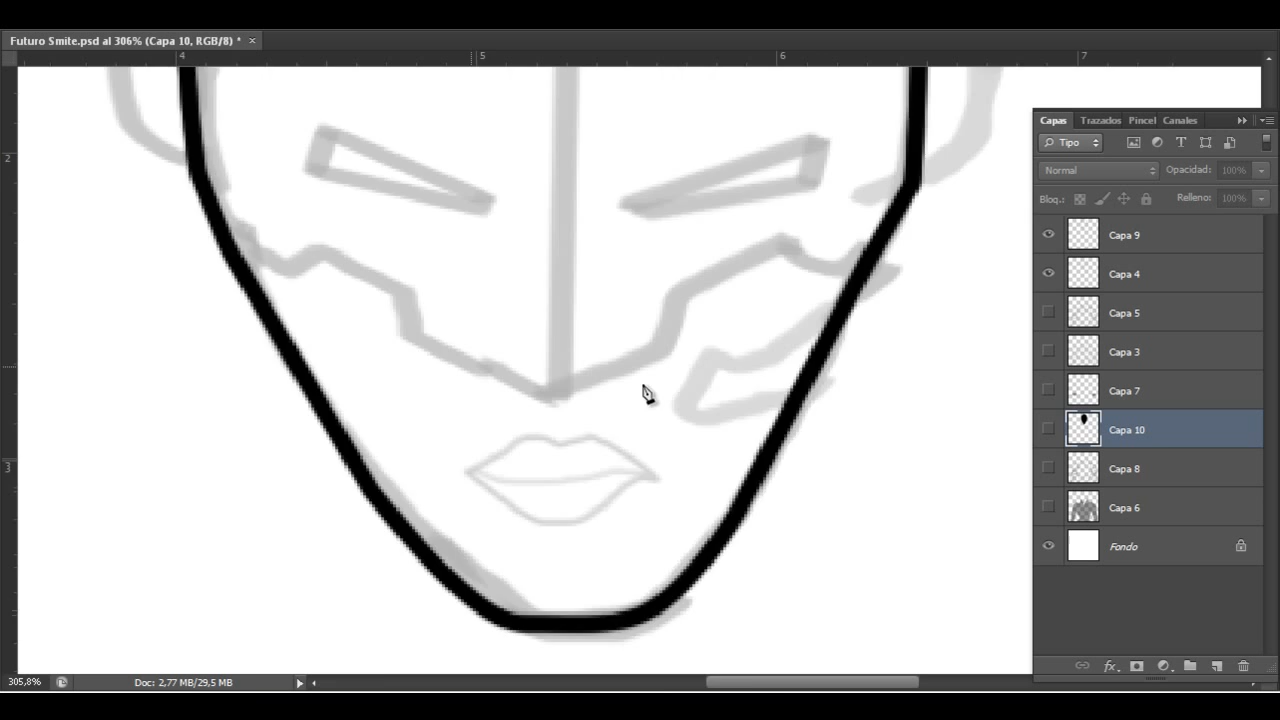 Futuro Smite.psd al 306% (Capa 10, RGB/8) * ×
4 5 6 7
2
3
Capas Trazados Pincel Canales
Tipo
Normal Opacidad: 100%
Bloq.: Relleno: 100%
Capa 9
Capa 4
Capa 5
Capa 3
Capa 7
Capa 10
Capa 8
Capa 6
Fondo
fx
305,8% Doc: 2,77 MB/29,5 MB